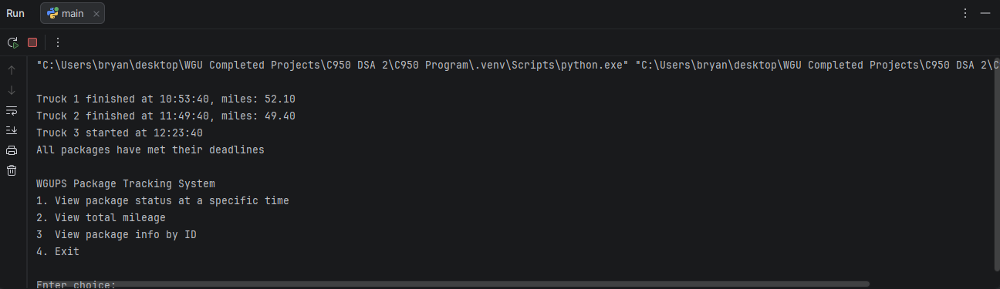 Run main
"C:\Users\bryan\desktop\WGU Completed Projects\C950 DSA 2\C950 Program\.venv\Scripts\python.exe" "C:\Users\bryan\desktop\WGU Completed Projects\C950 DSA 2\C
Truck 1 finished at 10:53:40, miles: 52.10
Truck 2 finished at 11:49:40, miles: 49.40
Truck 3 started at 12:23:40
All packages have met their deadlines
WGUPS Package Tracking System
1. View package status at a specific time
2. View total mileage
3  View package info by ID
4. Exit
Enter choice: